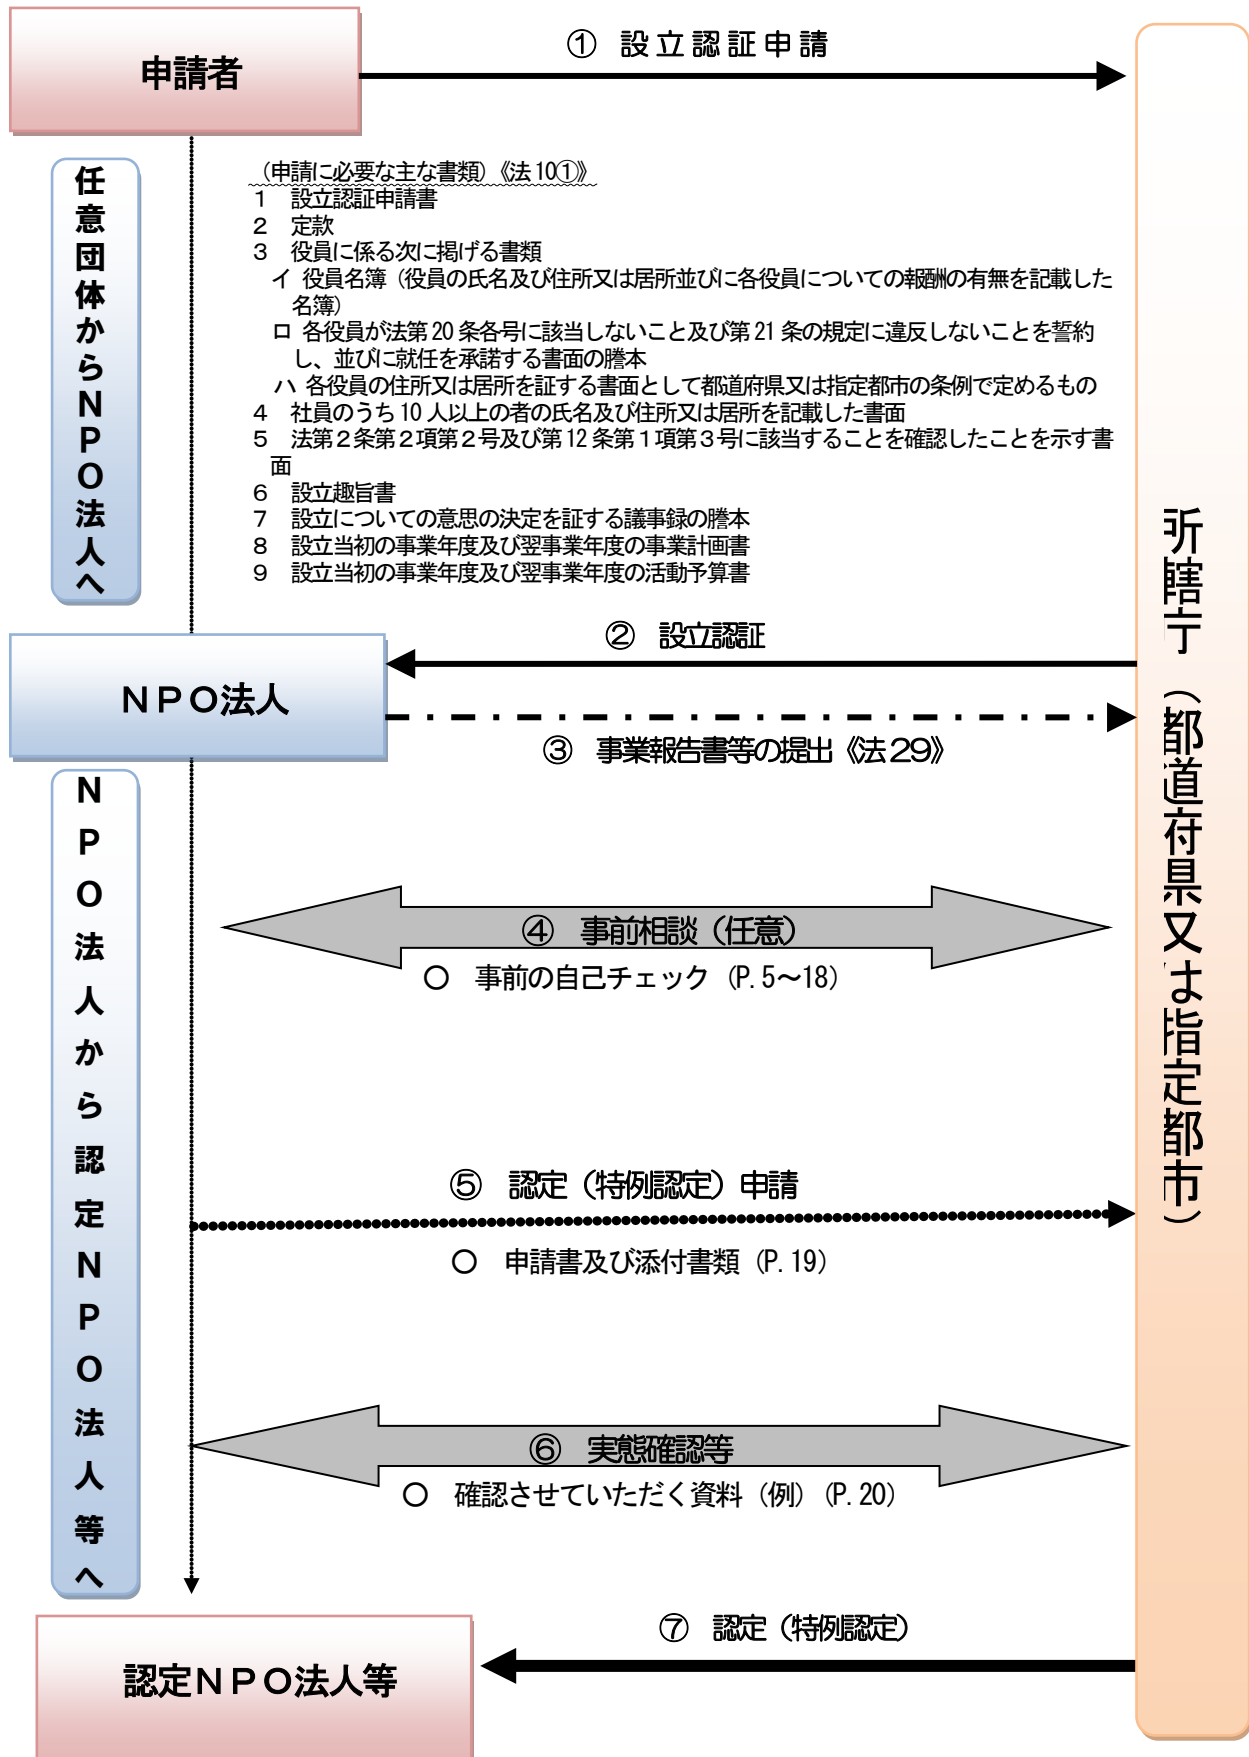 申請者
① 設立認証申請
任意団体からNPO法人へ
(申請に必要な主な書類)《法10①》
1 設立認証申請書
2 定款
3 役員に係る次に掲げる書類
イ 役員名簿（役員の氏名及び住所又は居所並びに各役員についての報酬の有無を記載した
名簿）
ロ 各役員が法第20条各号に該当しないこと及び第21条の規定に違反しないことを誓約
し、並びに就任を承諾する書面の謄本
ハ 各役員の住所又は居所を証する書面として都道府県又は指定都市の条例で定めるもの
4 社員のうち10人以上の者の氏名及び住所又は居所を記載した書面
5 法第2条第2項第2号及び第12条第1項第3号に該当することを確認したことを示す書
面
6 設立趣旨書
7 設立についての意思の決定を証する議事録の謄本
8 設立当初の事業年度及び翌事業年度の事業計画書
9 設立当初の事業年度及び翌事業年度の活動予算書
所轄庁（都道府県又は指定都市）
② 設立認証
NPO法人
③ 事業報告書等の提出《法29》
NPO法人から認定NPO法人等へ
④ 事前相談（任意）
○ 事前の自己チェック（P.5～18）
⑤ 認定（特例認定）申請
○ 申請書及び添付書類（P.19）
⑥ 実態確認等
○ 確認させていただく資料（例）（P.20）
⑦ 認定（特例認定）
認定NPO法人等